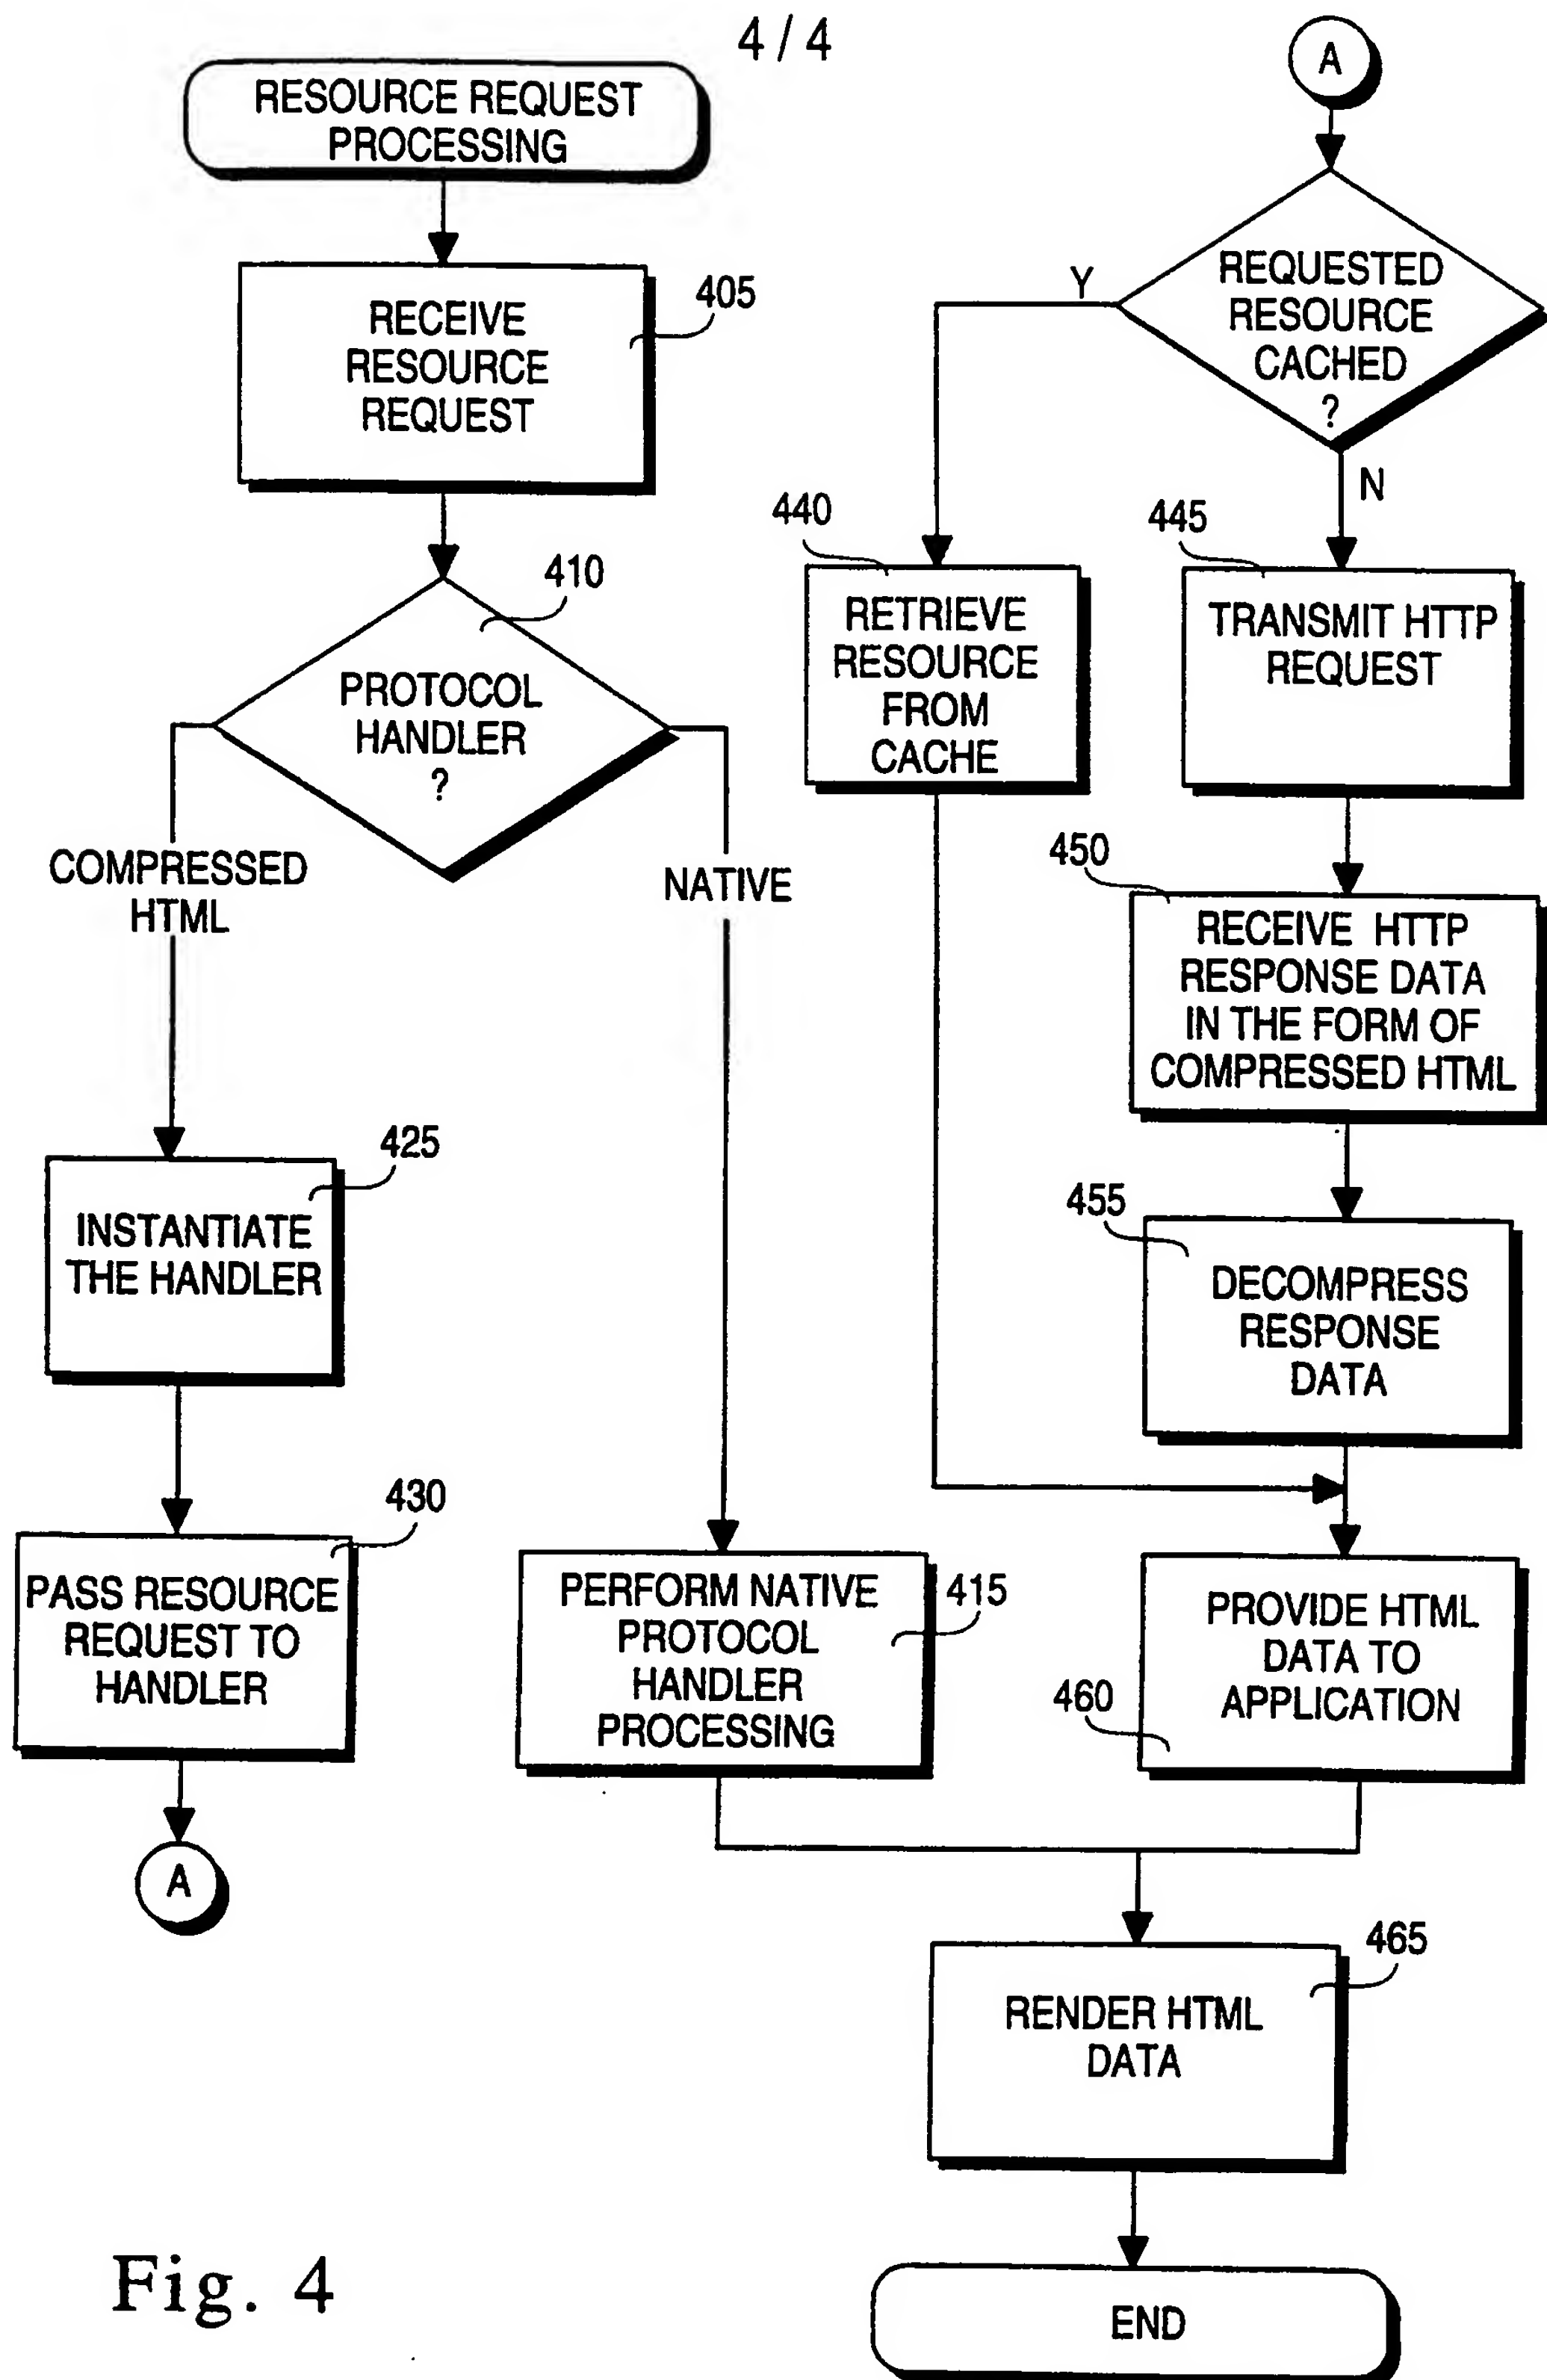 4 / 4
RESOURCE REQUEST
PROCESSING
RECEIVE
RESOURCE
REQUEST
405
410
PROTOCOL
HANDLER
?
COMPRESSED
HTML
NATIVE
425
INSTANTIATE
THE HANDLER
430
PASS RESOURCE
REQUEST TO
HANDLER
A
PERFORM NATIVE
PROTOCOL
HANDLER
PROCESSING
415
A
REQUESTED
RESOURCE
CACHED
?
Y
N
440
RETRIEVE
RESOURCE
FROM
CACHE
445
TRANSMIT HTTP
REQUEST
450
RECEIVE HTTP
RESPONSE DATA
IN THE FORM OF
COMPRESSED HTML
455
DECOMPRESS
RESPONSE
DATA
PROVIDE HTML
DATA TO
APPLICATION
460
465
RENDER HTML
DATA
END
Fig. 4